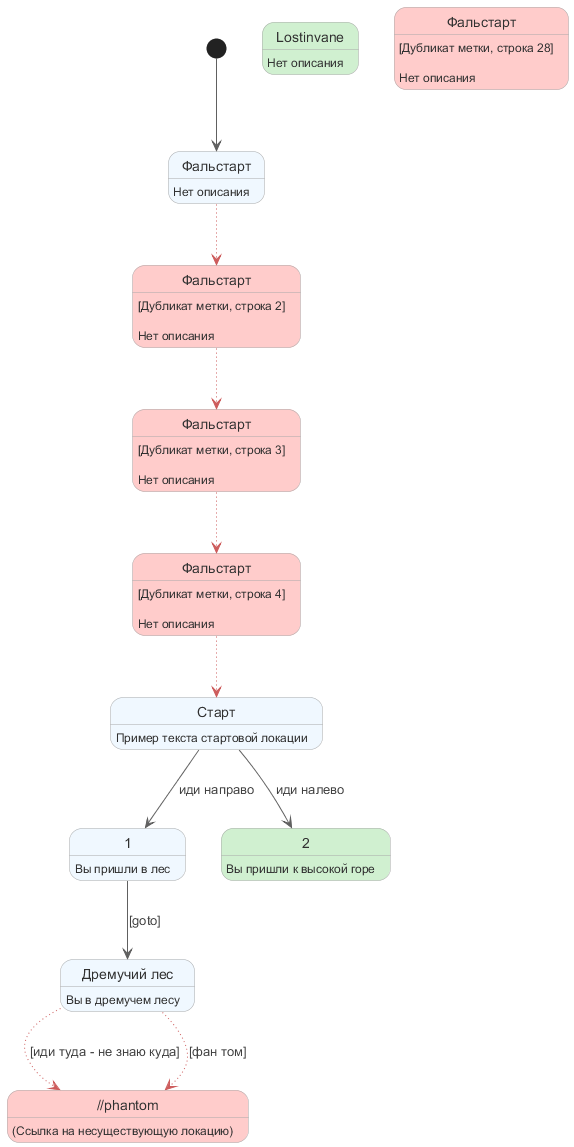 Lostinvane
Нет описания
Фальстарт
[Дубликат метки, строка 28]
Нет описания
Фальстарт
Нет описания
Фальстарт
[Дубликат метки, строка 2]
Нет описания
Фальстарт
[Дубликат метки, строка 3]
Нет описания
Фальстарт
[Дубликат метки, строка 4]
Нет описания
Старт
Пример текста стартовой локации
иди направо
иди налево
1
Вы пришли в лес
2
Вы пришли к высокой горе
[goto]
Дремучий лес
Вы в дремучем лесу
[иди туда - не знаю куда]
[фан том]
//phantom
(Ссылка на несуществующую локацию)